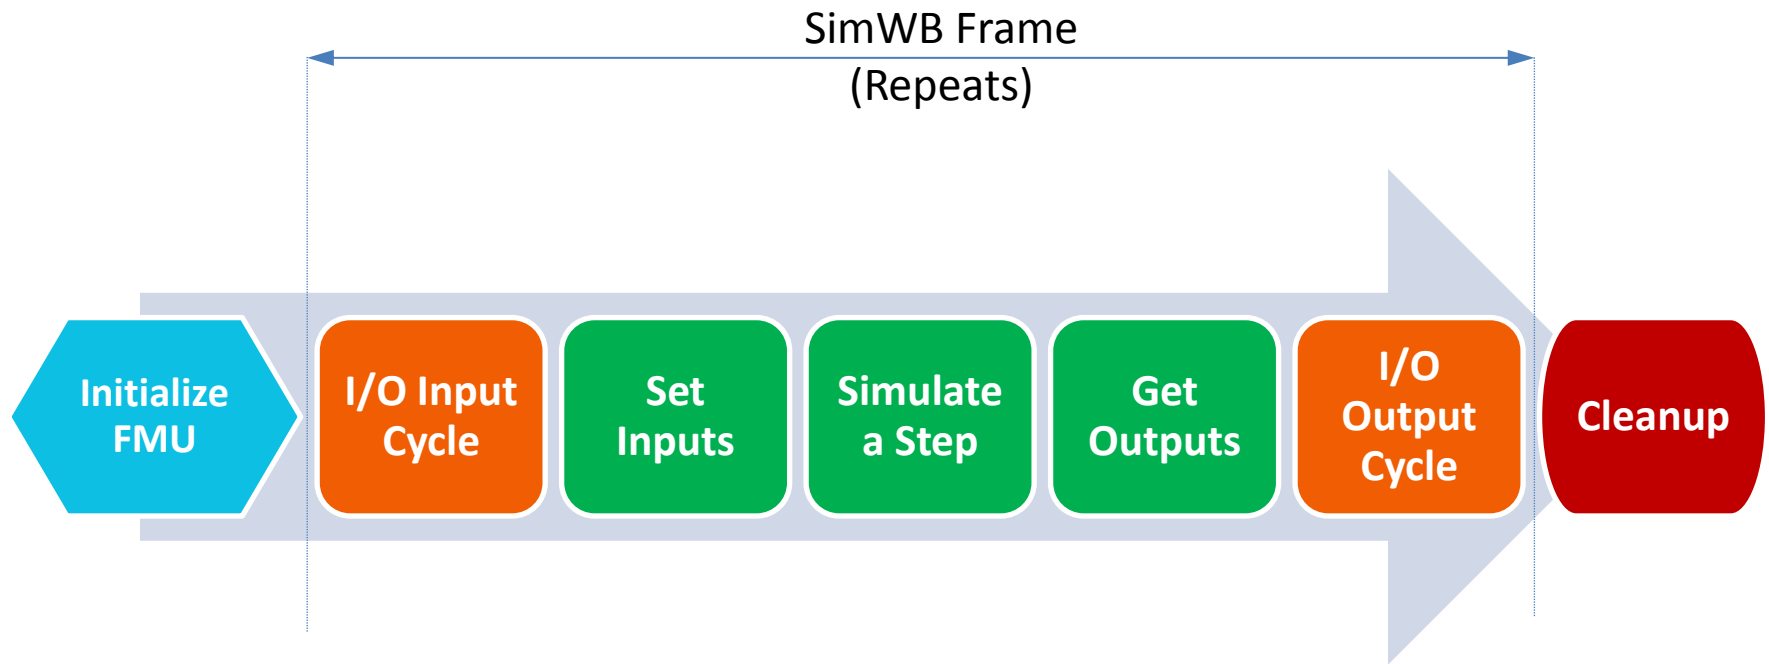 SimWB Frame
(Repeats)
Initialize
FMU
I/O Input
Cycle
Set
Inputs
Simulate
a Step
Get
Outputs
I/O
Output
Cycle
Cleanup